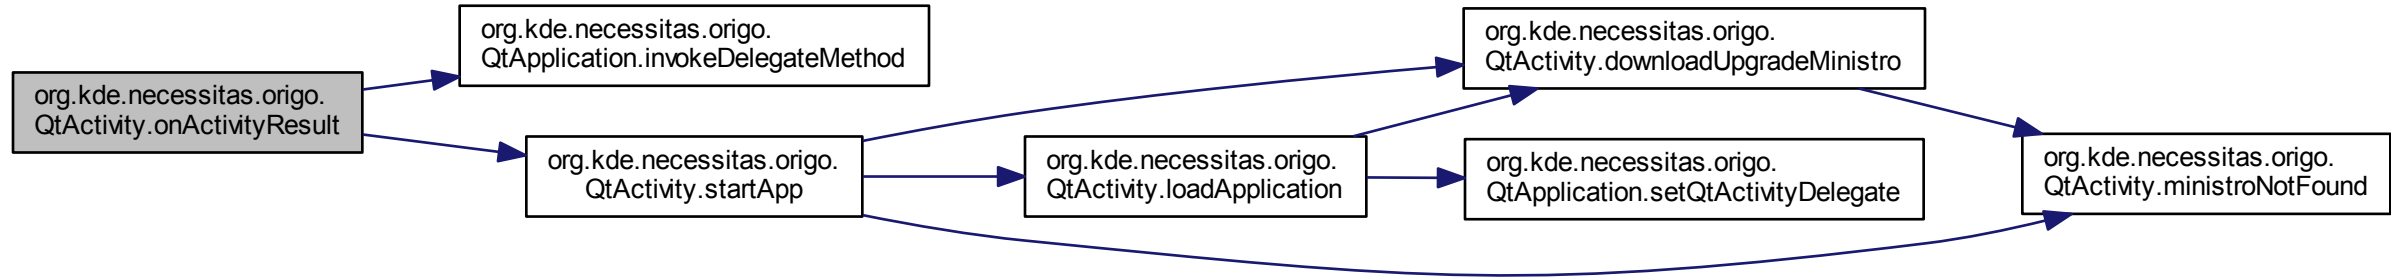 org.kde.necessitas.origo.
QtActivity.onActivityResult
org.kde.necessitas.origo.
QtApplication.invokeDelegateMethod
org.kde.necessitas.origo.
QtActivity.startApp
org.kde.necessitas.origo.
QtActivity.loadApplication
org.kde.necessitas.origo.
QtActivity.downloadUpgradeMinistro
org.kde.necessitas.origo.
QtApplication.setQtActivityDelegate
org.kde.necessitas.origo.
QtActivity.ministroNotFound